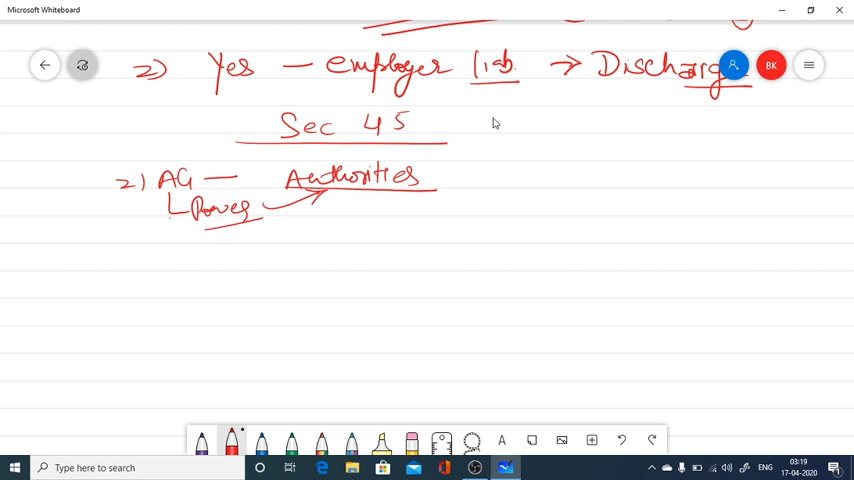 Microsoft Whiteboard
2) Yes — employer liab. → Discharge
BK
Sec 45
2) AG — Authorities
Power
A
Type here to search
ENG
03:19
17-04-2020